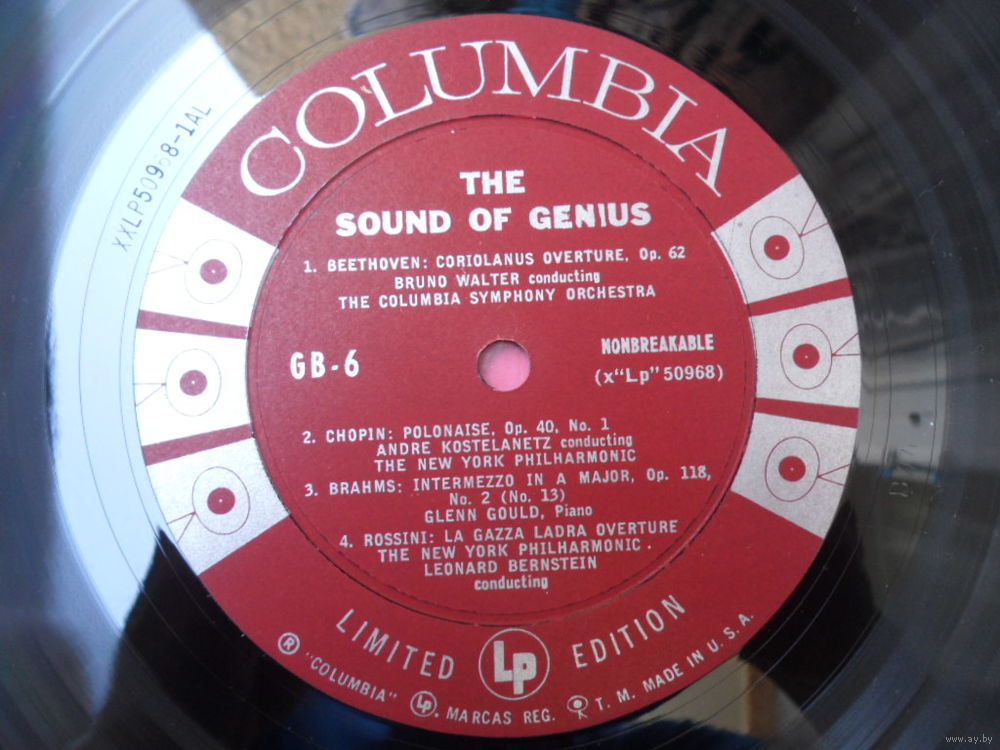 COLUMBIA
XXLP50968-1AL
THE
SOUND OF GENIUS
1. BEETHOVEN: CORIOLANUS OVERTURE, Op. 62
BRUNO WALTER conducting
THE COLUMBIA SYMPHONY ORCHESTRA
GB-6
NONBREAKABLE
(x"Lp" 50968)
2. CHOPIN: POLONAISE, Op. 40, No. 1
ANDRE KOSTELANETZ conducting
THE NEW YORK PHILHARMONIC
3. BRAHMS: INTERMEZZO IN A MAJOR, Op. 118,
No. 2 (No. 13)
GLENN GOULD, Piano
4. ROSSINI: LA GAZZA LADRA OVERTURE
THE NEW YORK PHILHARMONIC .
LEONARD BERNSTEIN
conducting
LIMITED Lp EDITION
® "COLUMBIA" Lp, MARCAS REG. T. M. MADE IN U. S. A.
www.ay.by